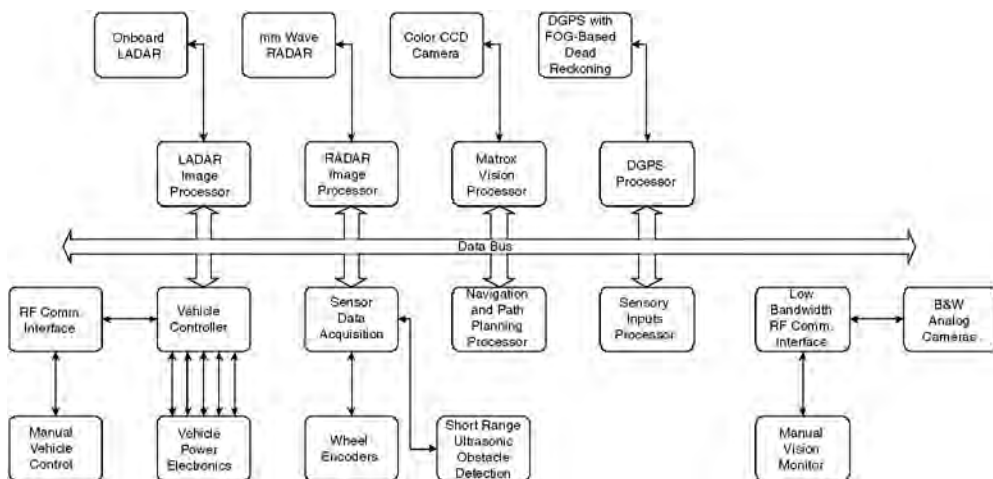 Onboard
LADAR
mm Wave
RADAR
Color CCD
Camera
DGPS with
FOG-Based
Dead
Reckoning
LADAR
Image
Processor
RADAR
Image
Processor
Matrox
Vision
Processor
DGPS
Processor
Data Bus
RF Comm.
Interface
Vehicle
Controller
Sensor
Data
Acquisition
Navigation
and Path
Planning
Processor
Sensory
Inputs
Processor
Low
Bandwidth
RF Comm.
Interface
B&W
Analog
Cameras
Manual
Vehicle
Control
Vehicle
Power
Electronics
Wheel
Encoders
Short Range
Ultrasonic
Obstacle
Detection
Manual
Vision
Monitor